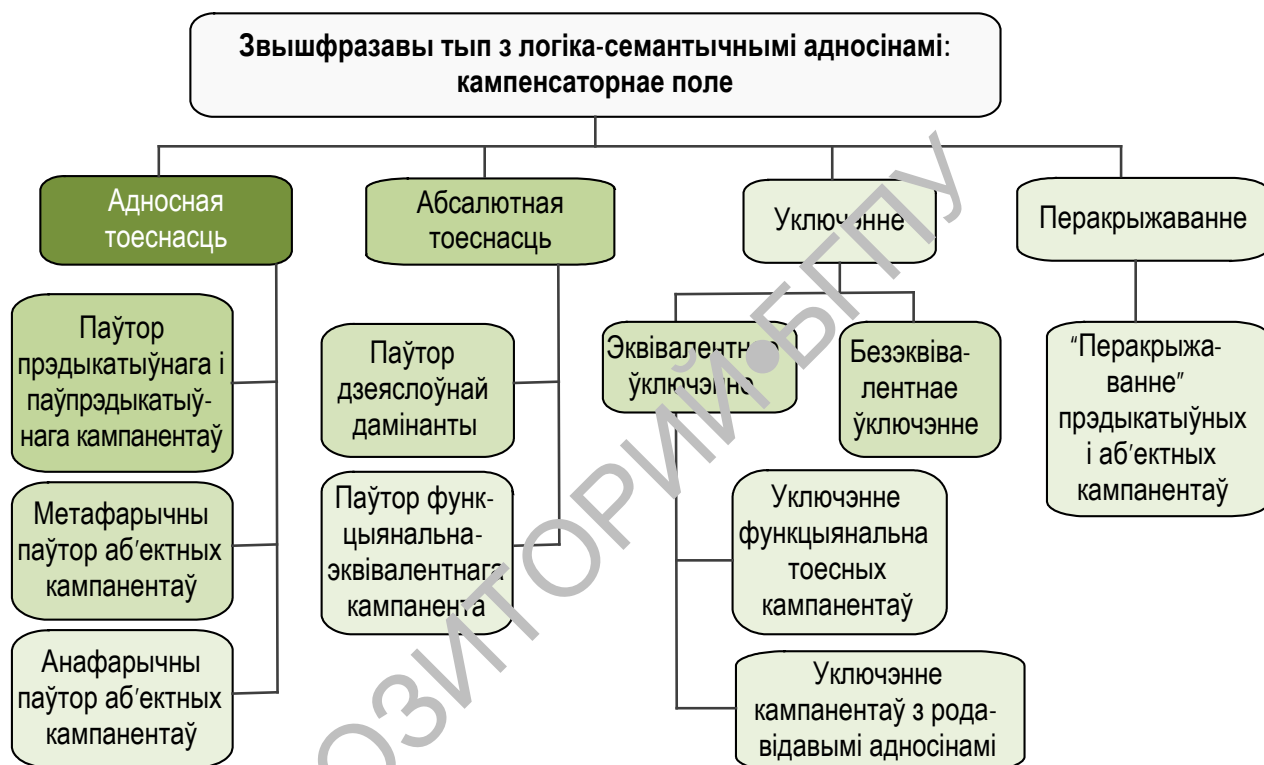 Звышфразавы тып з логіка-семантычнымі адносінамі:
кампенсаторнае поле
Адносная
тоеснасць
Абсалютная
тоеснасць
Уключэнне
Перакрыжаванне
Паўтор
прэдыкатыўнага і
паўпрэдыкатыў-
нага кампанентаў
Метафарычны
паўтор аб′ектных
кампанентаў
Анафарычны
паўтор аб′ектных
кампанентаў
Паўтор
дзеяслоўнай
дамінанты
Паўтор функ-
цыянальна-
эквівалентнага
кампанента
Эквівалентнае
ўключэнне
Безэквіва-
лентнае
ўключэнне
Уключэнне
функцыянальна
тоесных
кампанентаў
Уключэнне
кампанентаў з рода-
відавымі адносінамі
“Перакрыжа-
ванне”
прэдыкатыўных
і аб′ектных
кампанентаў
ОЗИТОРИЙ•БГПУ